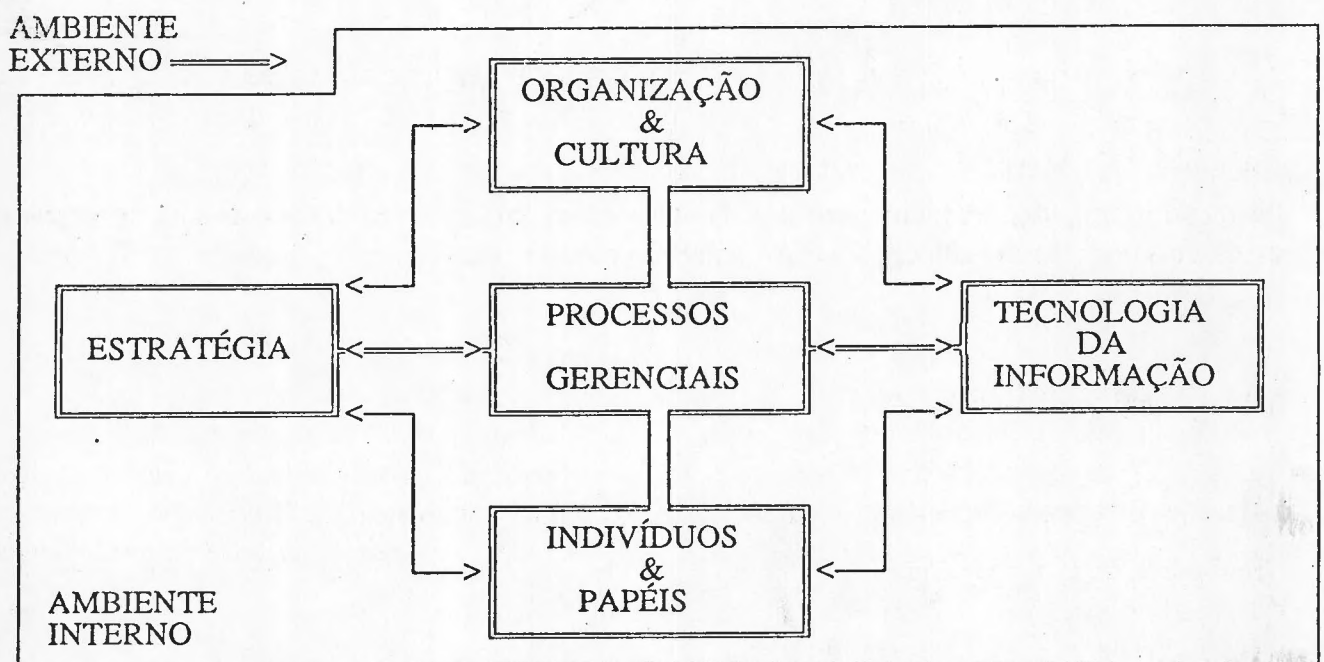 AMBIENTE
EXTERNO
ORGANIZAÇÃO
&
CULTURA
ESTRATÉGIA
PROCESSOS
GERENCIAIS
TECNOLOGIA
DA
INFORMAÇÃO
INDIVÍDUOS
&
PAPÉIS
AMBIENTE
INTERNO